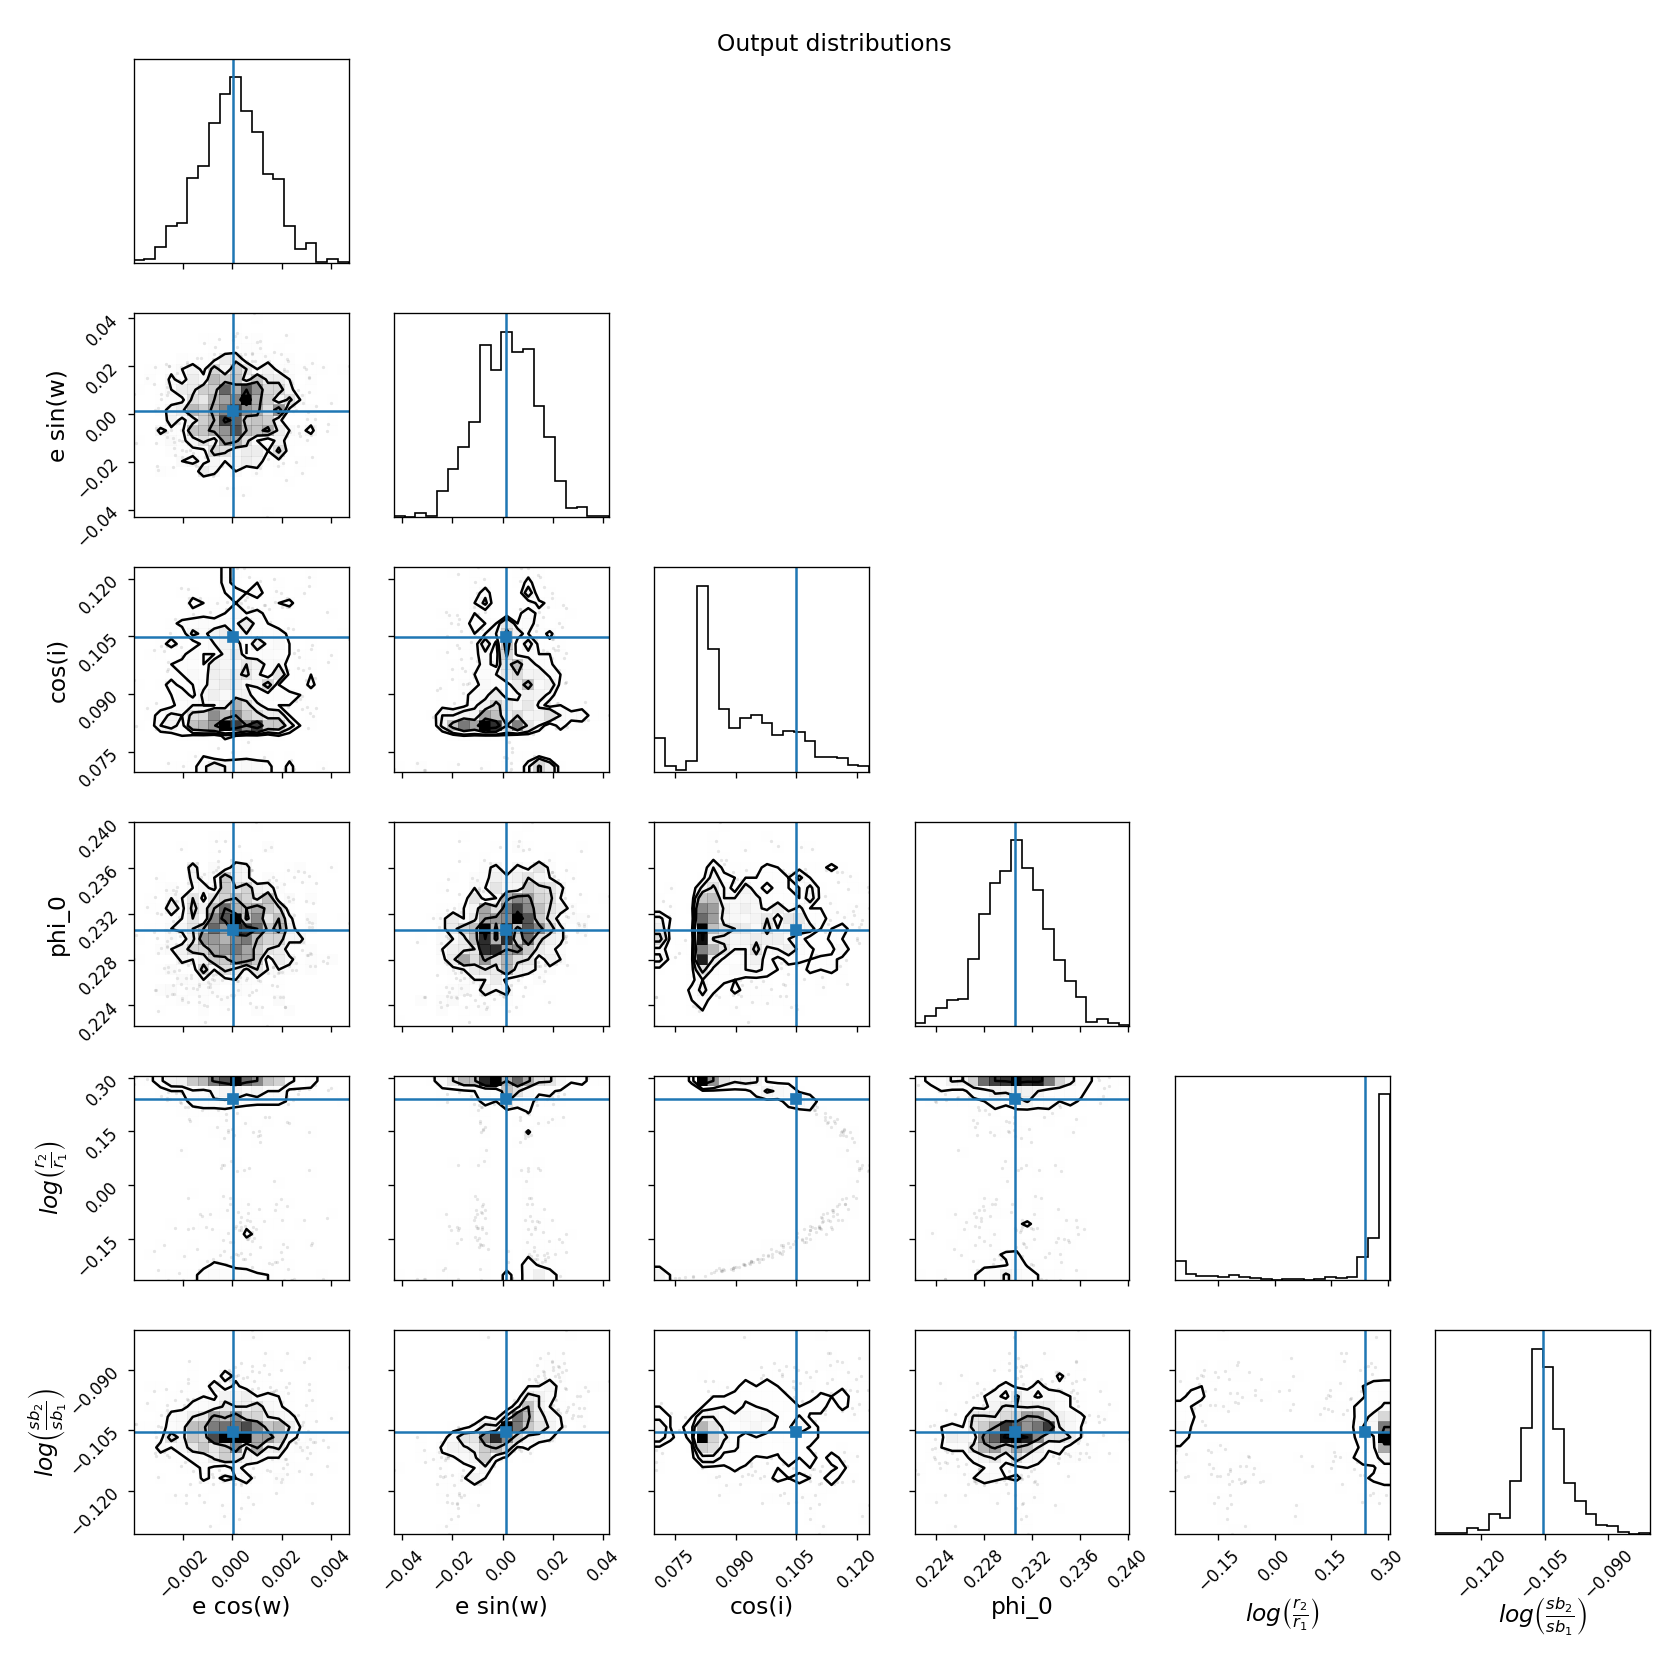 Output distributions
0.04
0.02
0.00
−0.02
−0.04
e sin(w)
0.120
0.105
0.090
0.075
cos(i)
0.240
0.236
0.232
0.228
0.224
phi_0
0.30
0.15
0.00
−0.15
log(r₂/r₁)
−0.090
−0.105
−0.120
log(sb₂/sb₁)
−0.002 0.000 0.002 0.004
−0.04 −0.02 0.00 0.02 0.04
0.075 0.090 0.105 0.120
0.224 0.228 0.232 0.236 0.240
−0.15 0.00 0.15 0.30
−0.120 −0.105 −0.090
e cos(w) e sin(w) cos(i) phi_0 log(r₂/r₁) log(sb₂/sb₁)